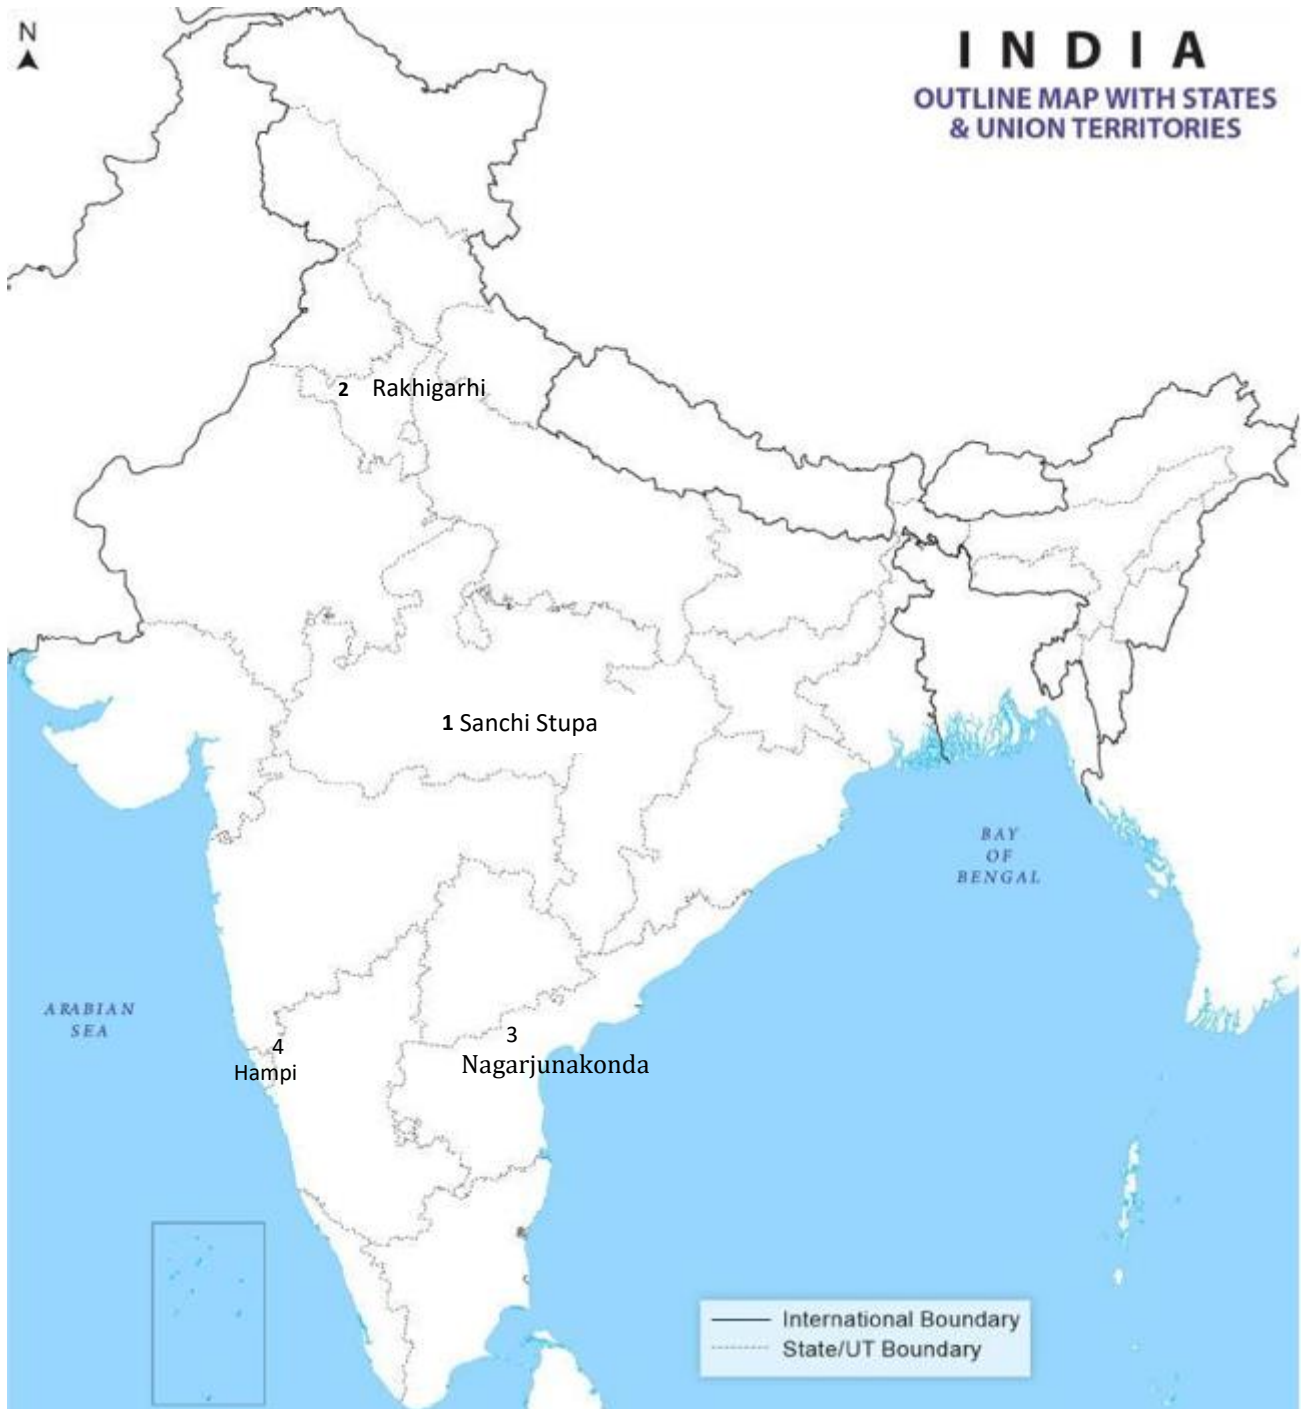 N
INDIA
OUTLINE MAP WITH STATES
& UNION TERRITORIES
2 Rakhigarhi
1 Sanchi Stupa
BAY
OF
BENGAL
ARABIAN
SEA
3
Nagarjunakonda
4
Hampi
International Boundary
State/UT Boundary